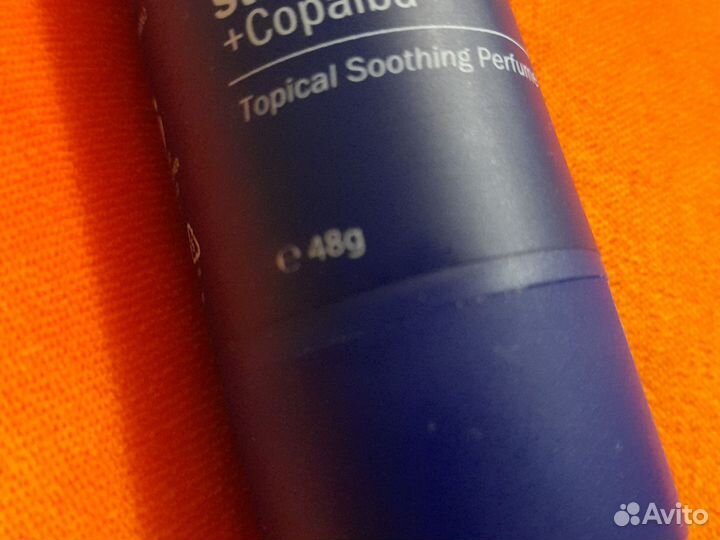 +Copaiba
Topical Soothing Perfume
℮ 48g
Avito